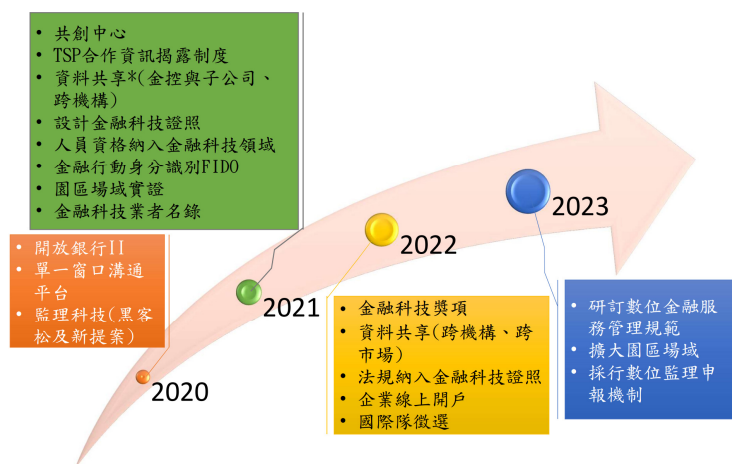 • 共創中心
• TSP合作資訊揭露制度
• 資料共享*(金控與子公司、
跨機構)
• 設計金融科技證照
• 人員資格納入金融科技領域
• 金融行動身分識別FIDO
• 園區場域實證
• 金融科技業者名錄
• 開放銀行II
• 單一窗口溝通
平台
• 監理科技(黑客
松及新提案)
2020
2021
2022
2023
• 金融科技獎項
• 資料共享(跨機構、跨
市場)
• 法規納入金融科技證照
• 企業線上開戶
• 國際隊徵選
• 研訂數位金融服
務管理規範
• 擴大園區場域
• 採行數位監理申
報機制